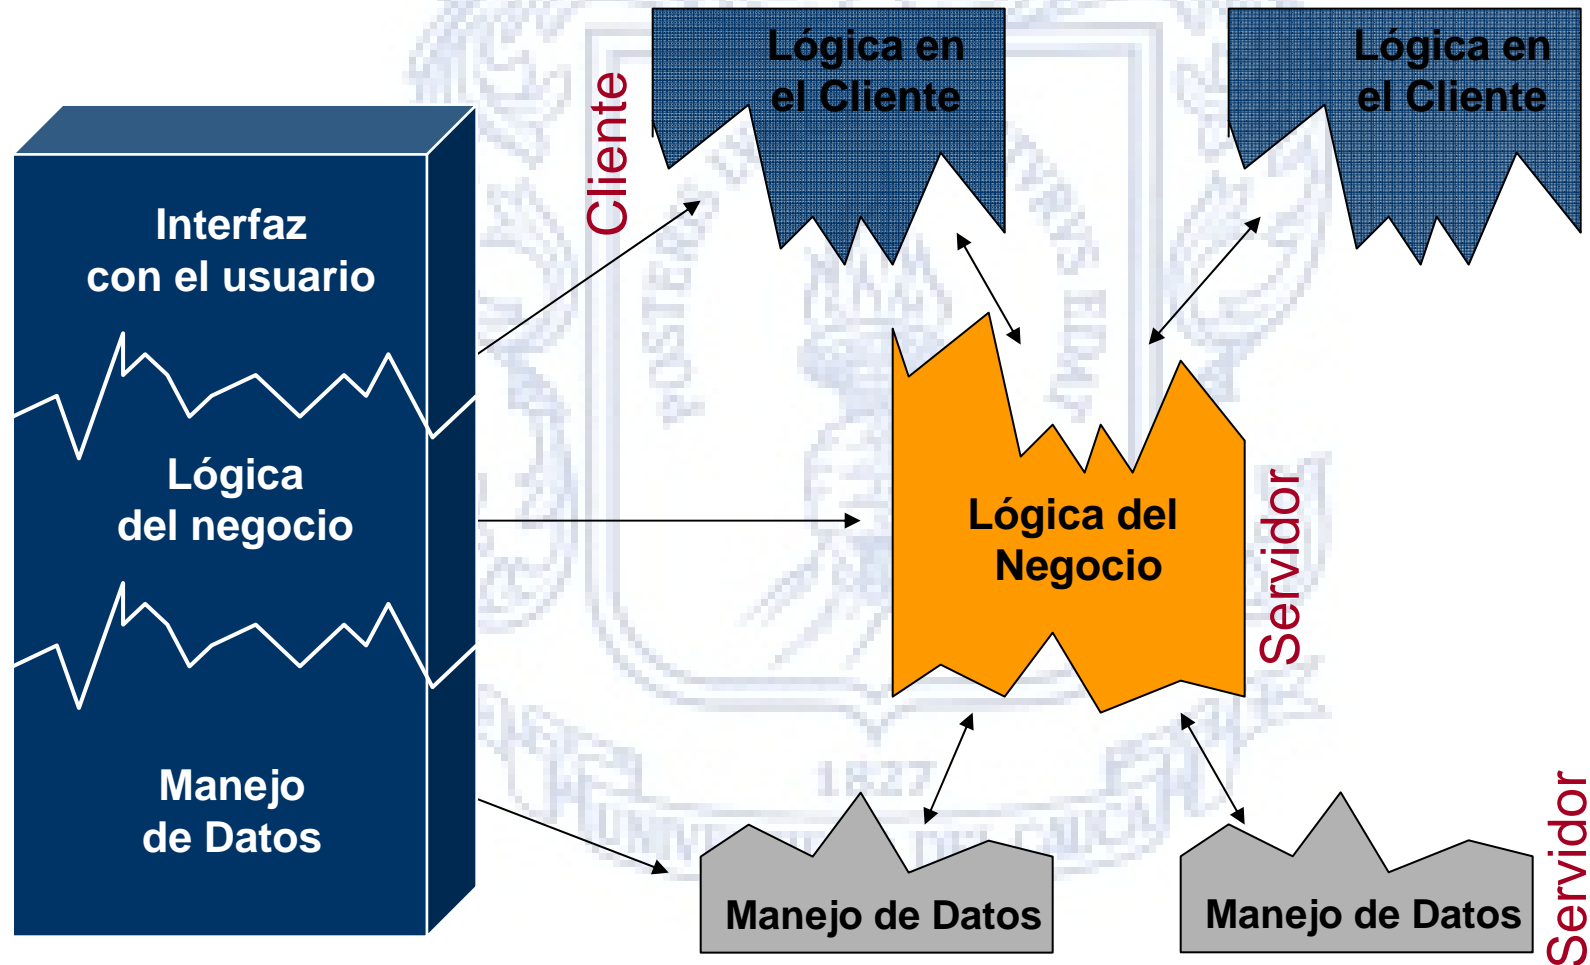 Interfaz
con el usuario
Lógica
del negocio
Manejo
de Datos
Cliente
Lógica en
el Cliente
Lógica en
el Cliente
Lógica del
Negocio
Servidor
Manejo de Datos
Manejo de Datos
Servidor
1827